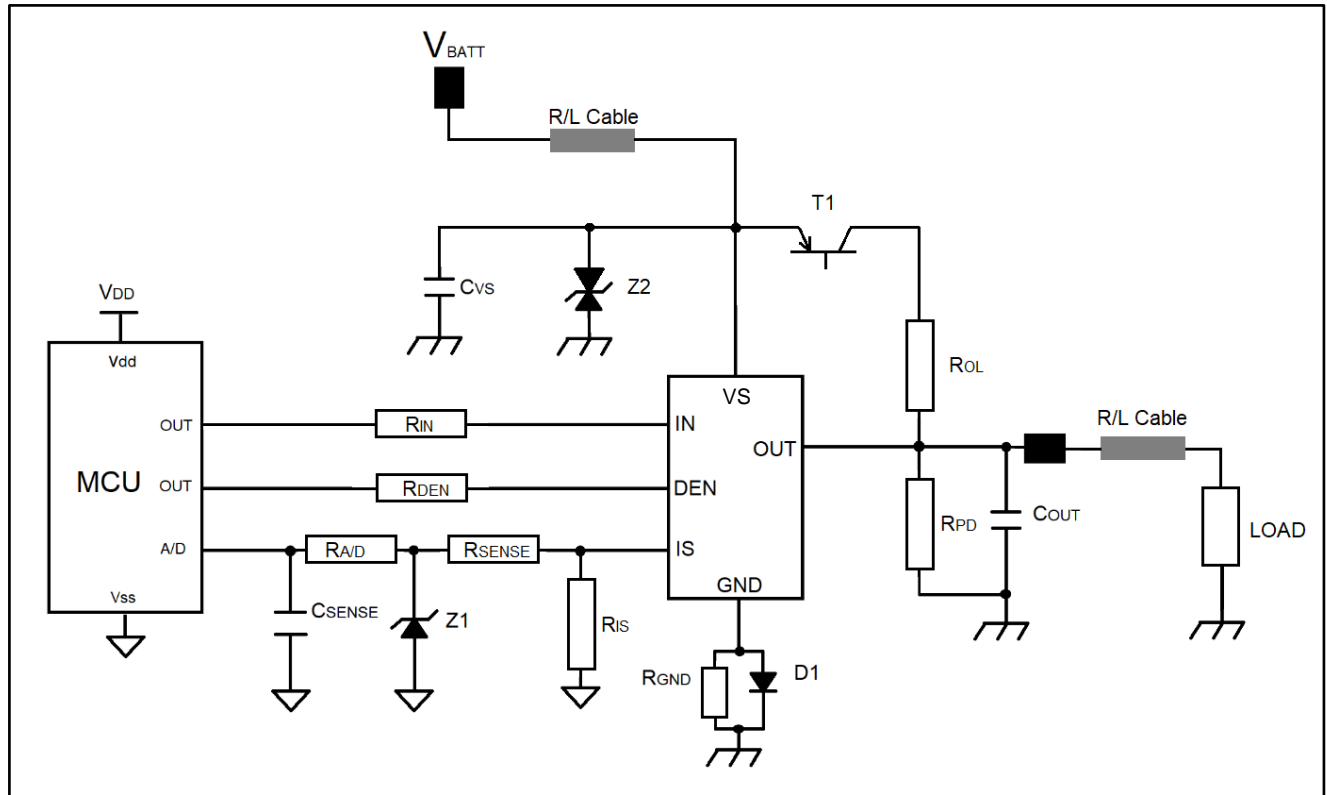 VBATT
R/L Cable
T1
CVS
Z2
VDD
Vdd
ROL
VS
R/L Cable
OUT
RIN
IN
OUT
MCU
OUT
RDEN
DEN
RPD
COUT
LOAD
A/D
RA/D
RSENSE
IS
GND
Vss
CSENSE
Z1
RIS
RGND
D1